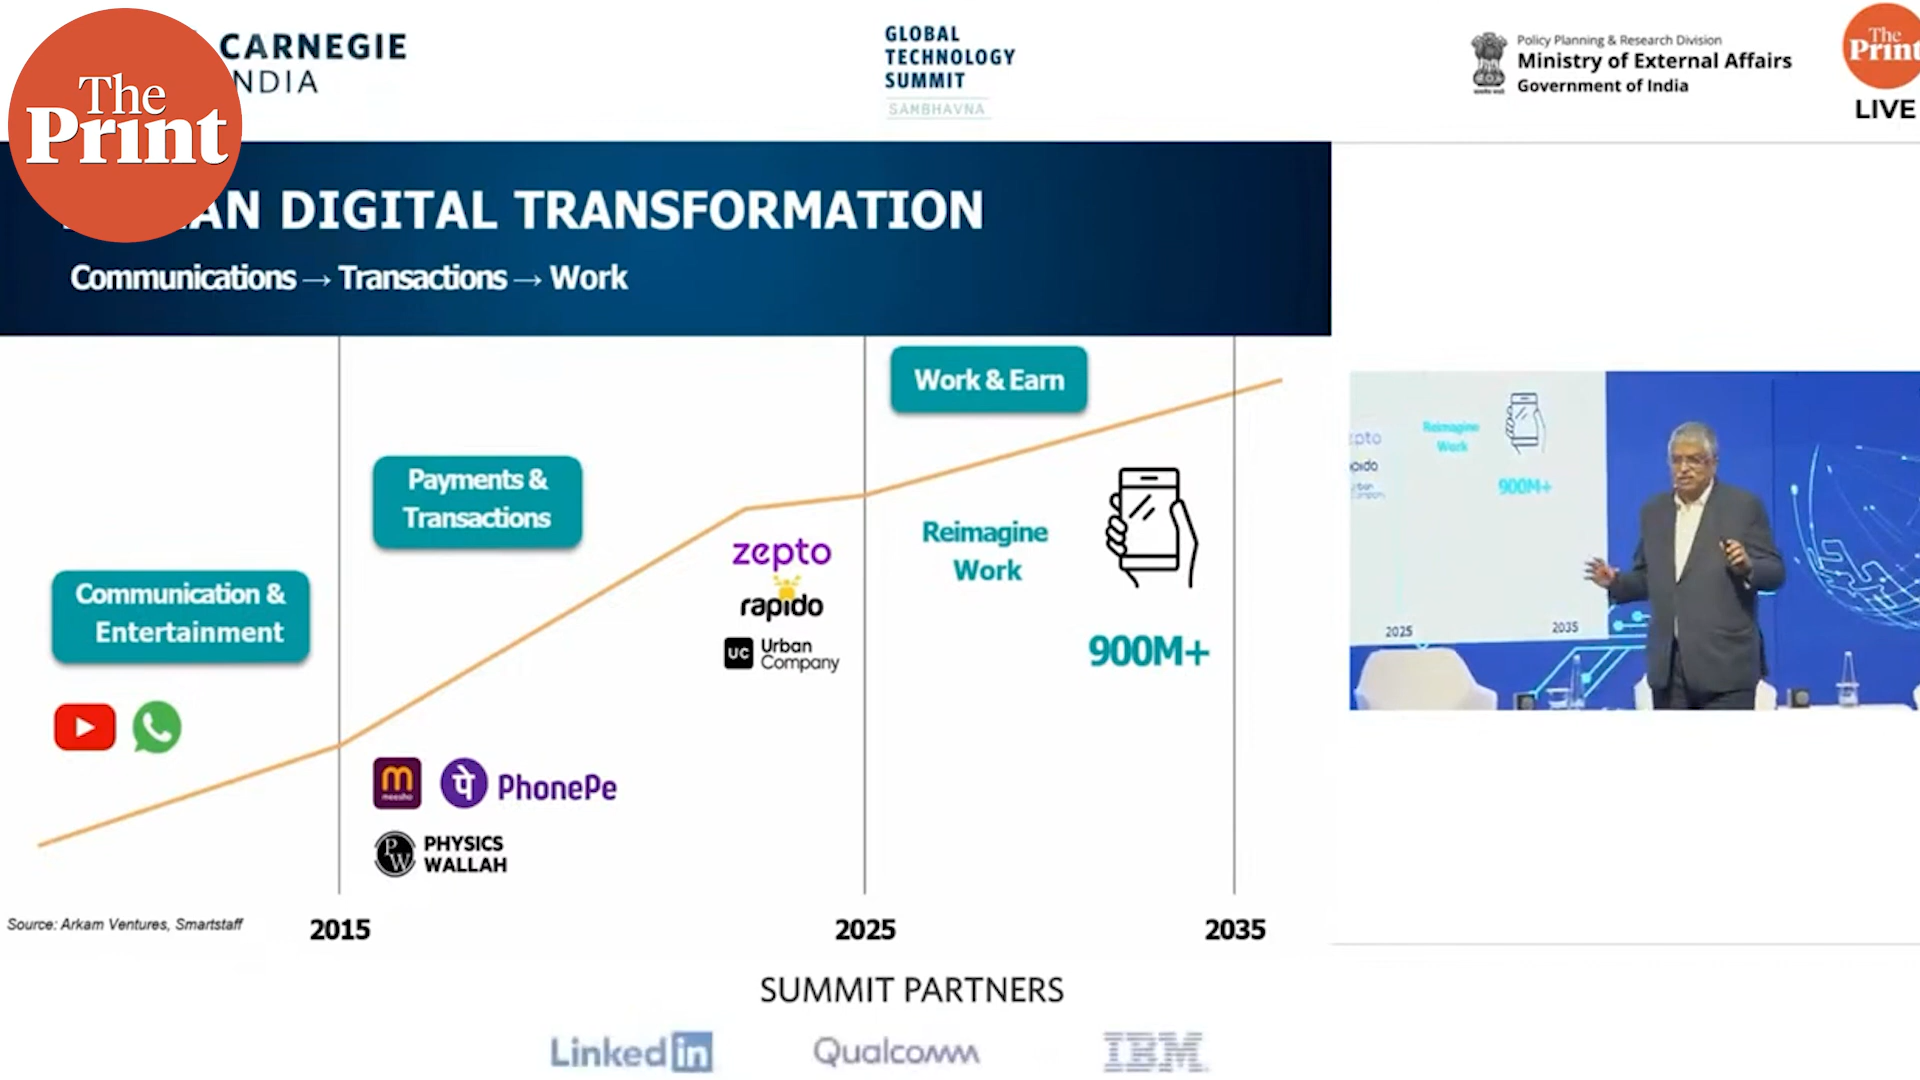 The
Print
CARNEGIE
NDIA
GLOBAL
TECHNOLOGY
SUMMIT
SAMBHAVNA
Policy Planning & Research Division
Ministry of External Affairs
Government of India
The
Print
LIVE
AN DIGITAL TRANSFORMATION
Communications → Transactions → Work
Work & Earn
Payments &
Transactions
Communication &
Entertainment
Reimagine
Work
900M+
zepto
rapido
UC Urban
Company
m
meesho
पे PhonePe
PW PHYSICS
WALLAH
Source: Arkam Ventures, Smartstaff
2015
2025
2035
Reimagine
Work
900M+
2025
2035
SUMMIT PARTNERS
Linked in
Qualcomm
IBM